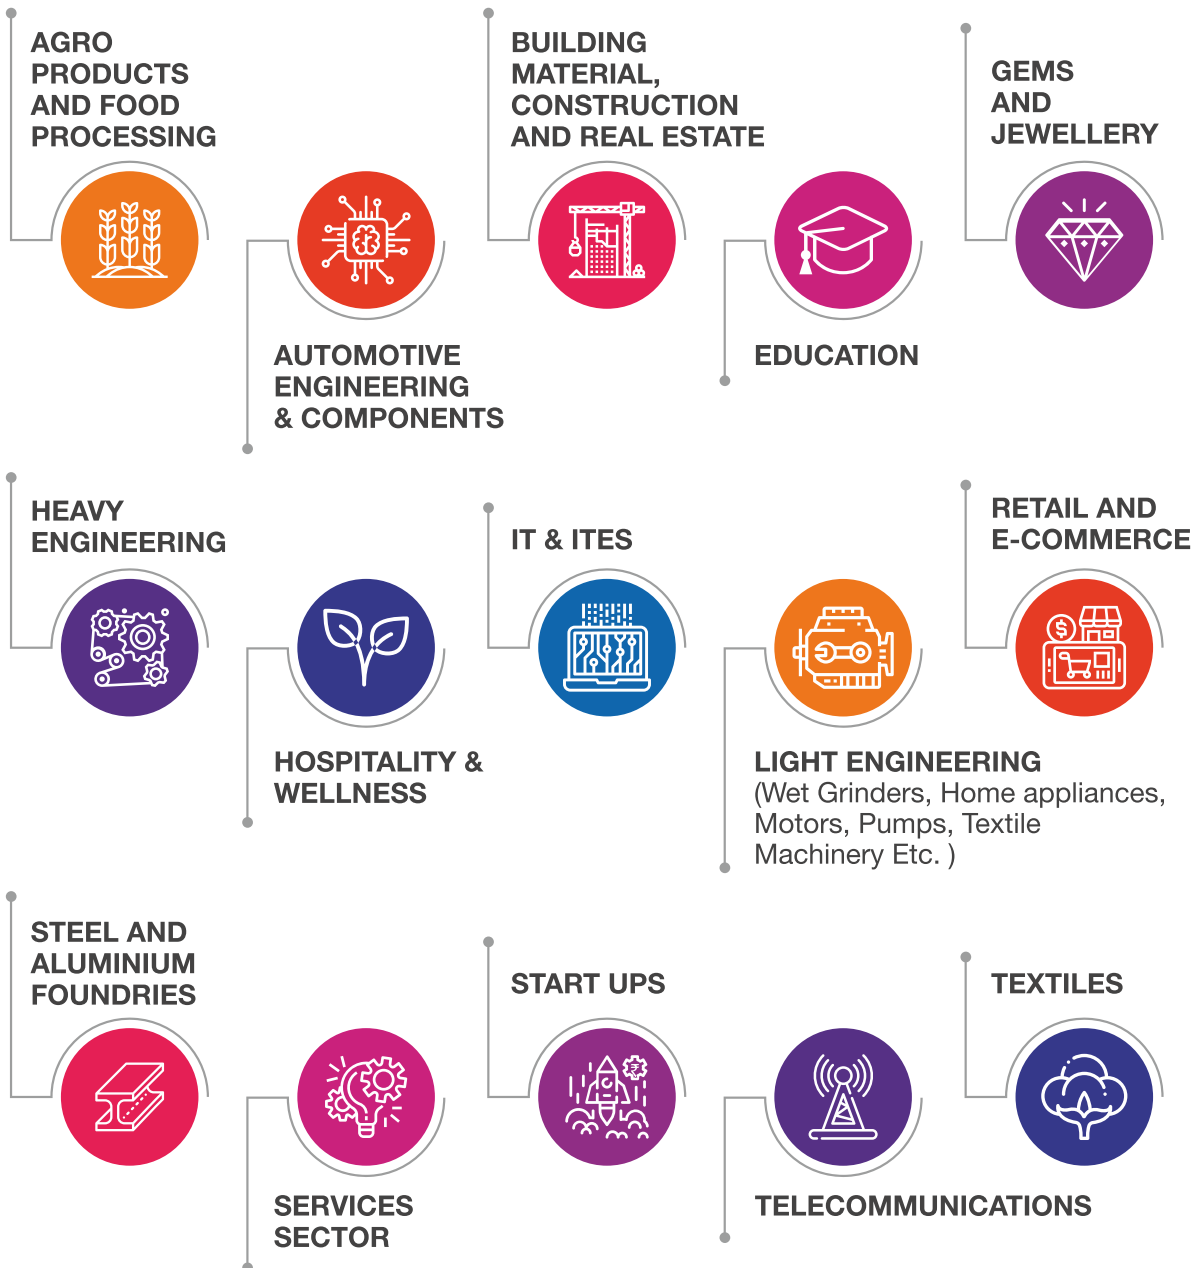 AGRO
PRODUCTS
AND FOOD
PROCESSING
AUTOMOTIVE
ENGINEERING
& COMPONENTS
BUILDING
MATERIAL,
CONSTRUCTION
AND REAL ESTATE
EDUCATION
GEMS
AND
JEWELLERY
HEAVY
ENGINEERING
HOSPITALITY &
WELLNESS
IT & ITES
LIGHT ENGINEERING
(Wet Grinders, Home appliances,
Motors, Pumps, Textile
Machinery Etc. )
RETAIL AND
E-COMMERCE
$
STEEL AND
ALUMINIUM
FOUNDRIES
SERVICES
SECTOR
START UPS
₹
TELECOMMUNICATIONS
TEXTILES